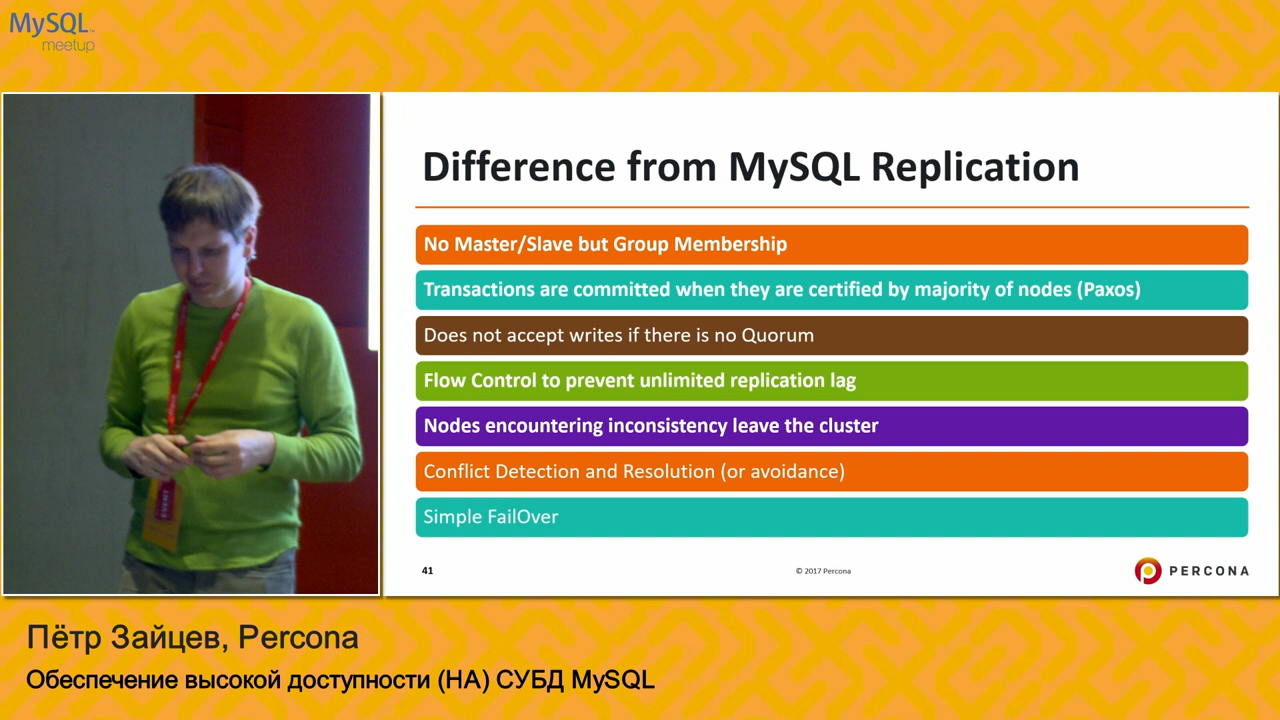 MySQL
meetup
Difference from MySQL Replication
No Master/Slave but Group Membership
Transactions are committed when they are certified by majority of nodes (Paxos)
Does not accept writes if there is no Quorum
Flow Control to prevent unlimited replication lag
Nodes encountering inconsistency leave the cluster
Conflict Detection and Resolution (or avoidance)
Simple FailOver
41
© 2017 Percona
PERCONA
EVENT
Пётр Зайцев, Percona
Обеспечение высокой доступности (HA) СУБД MySQL